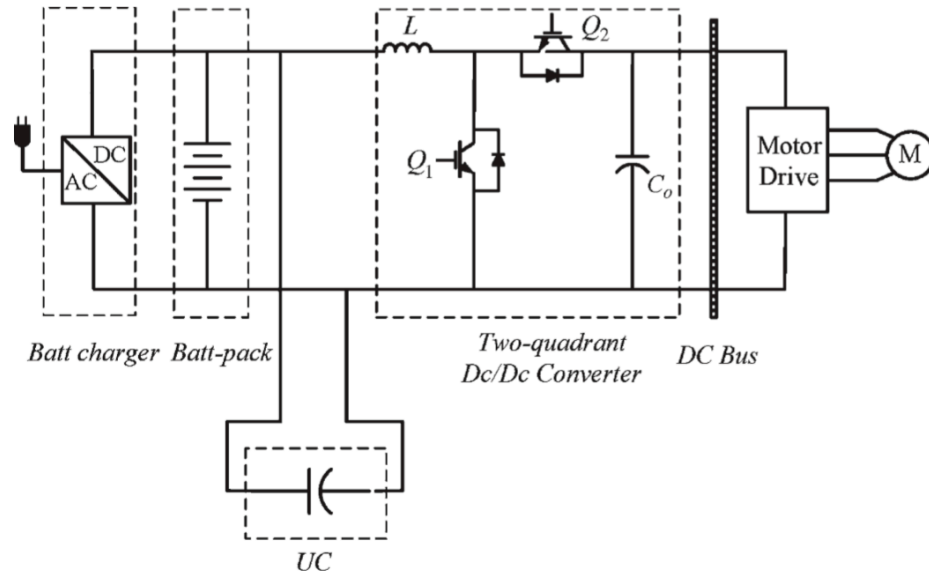 L
Q2
DC
AC
Q1
Co
Motor
Drive
M
Batt charger
Batt-pack
Two-quadrant
Dc/Dc Converter
DC Bus
UC